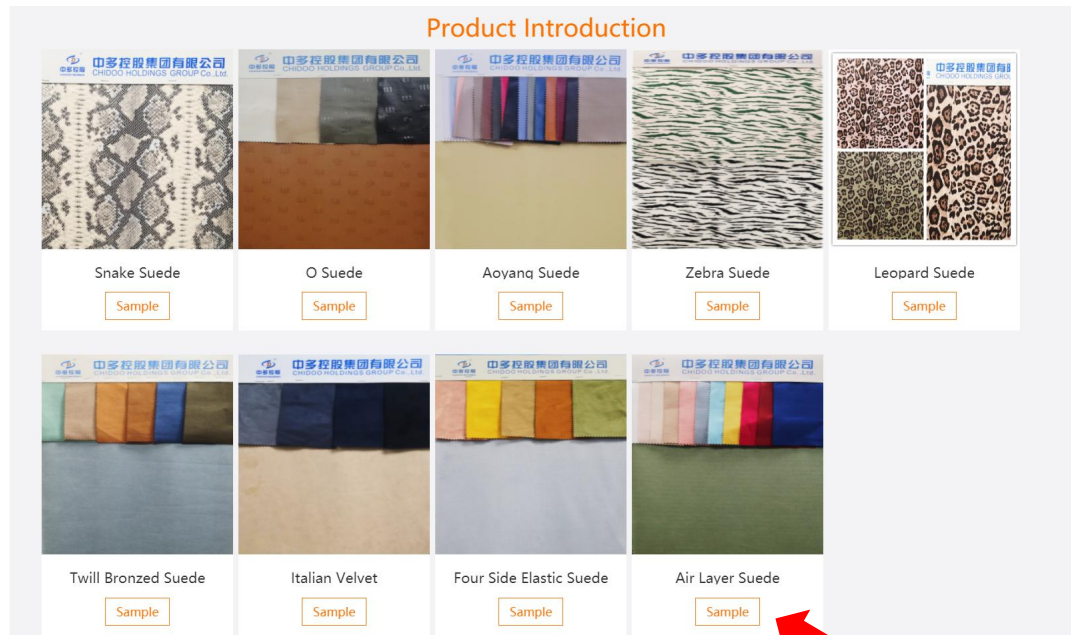 Product Introduction
中多控股集团有限公司
CHIDOO HOLDINGS GROUP Co.,Ltd.
中多控股集团有限公司
CHIDOO HOLDINGS GROUP Co.,Ltd.
中多控股集团有限公司
CHIDOO HOLDINGS GROUP Co.,Ltd.
中多控股集团有限公司
CHIDOO HOLDINGS GROUP Co.,Ltd.
中多控股集团
CHIDOO HOLDINGS GROU
Snake Suede
O Suede
Aoyang Suede
Zebra Suede
Leopard Suede
Sample
Sample
Sample
Sample
Sample
中多控股集团有限公司
CHIDOO HOLDINGS GROUP Co.,Ltd.
中多控股集团有限公司
CHIDOO HOLDINGS GROUP Co.,Ltd.
中多控股集团有限公司
CHIDOO HOLDINGS GROUP Co.,Ltd.
中多控股集团有限公司
CHIDOO HOLDINGS GROUP Co.,Ltd.
Twill Bronzed Suede
Italian Velvet
Four Side Elastic Suede
Air Layer Suede
Sample
Sample
Sample
Sample